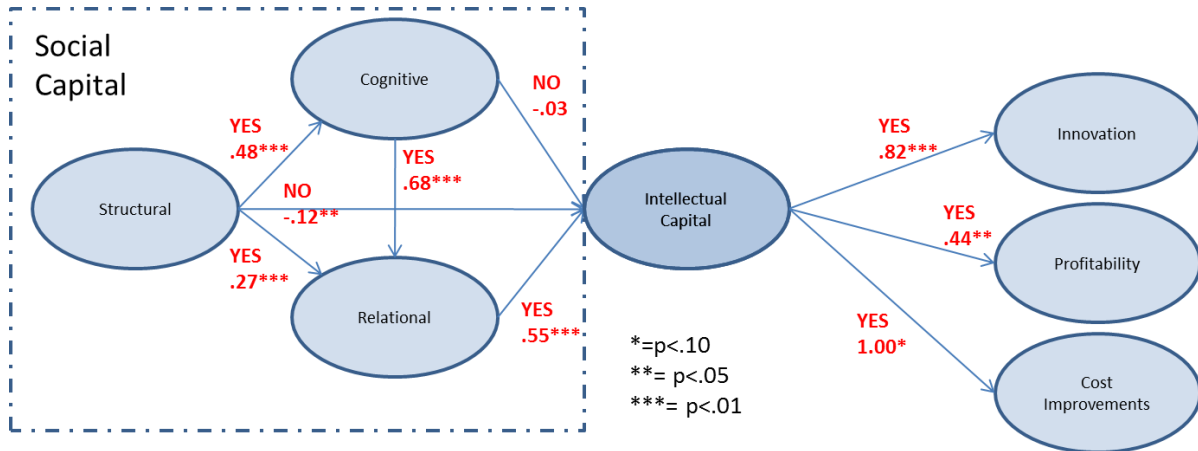 Social
Capital
Cognitive
NO
-.03
YES
.48***
YES
.68***
YES
.82***
Innovation
Structural
NO
-.12**
Intellectual
Capital
YES
.44**
YES
.27***
Profitability
Relational
YES
.55***
YES
1.00*
*=p<.10
**= p<.05
***= p<.01
Cost
Improvements